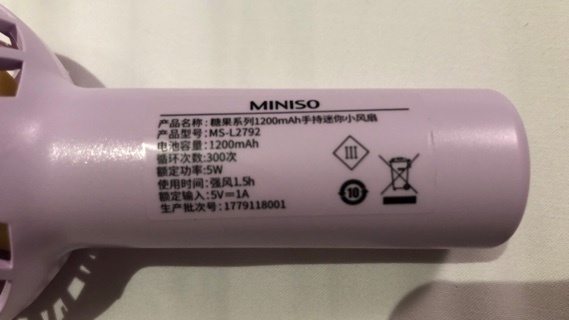 MINISO
产品名称:糖果系列1200mAh手持迷你小风扇
产品型号:MS-L2792
电池容量:1200mAh
循环次数:300次
额定功率:5W
使用时间:强风1.5h
额定输入:5V=1A
生产批次号:1779118001
III
10